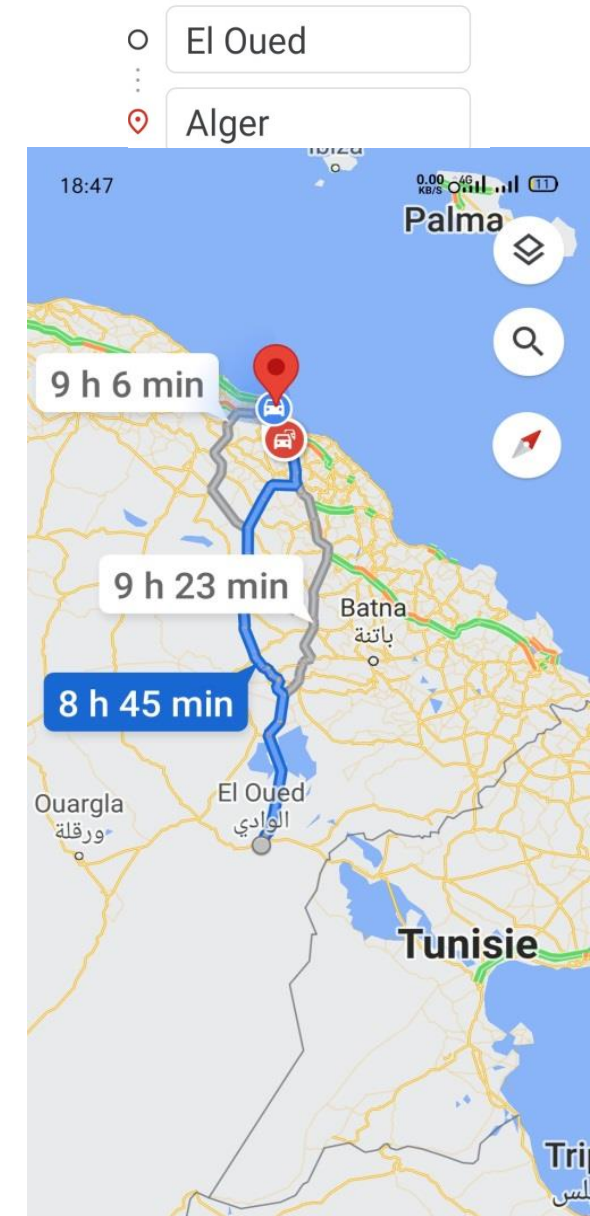 El Oued
Alger
Ibiza
18:47
0.00 KB/S 4G 11
Palma
9 h 6 min
9 h 23 min
Batna
باتنة
8 h 45 min
El Oued
الوادي
Ouargla
ورقلة
Tunisie